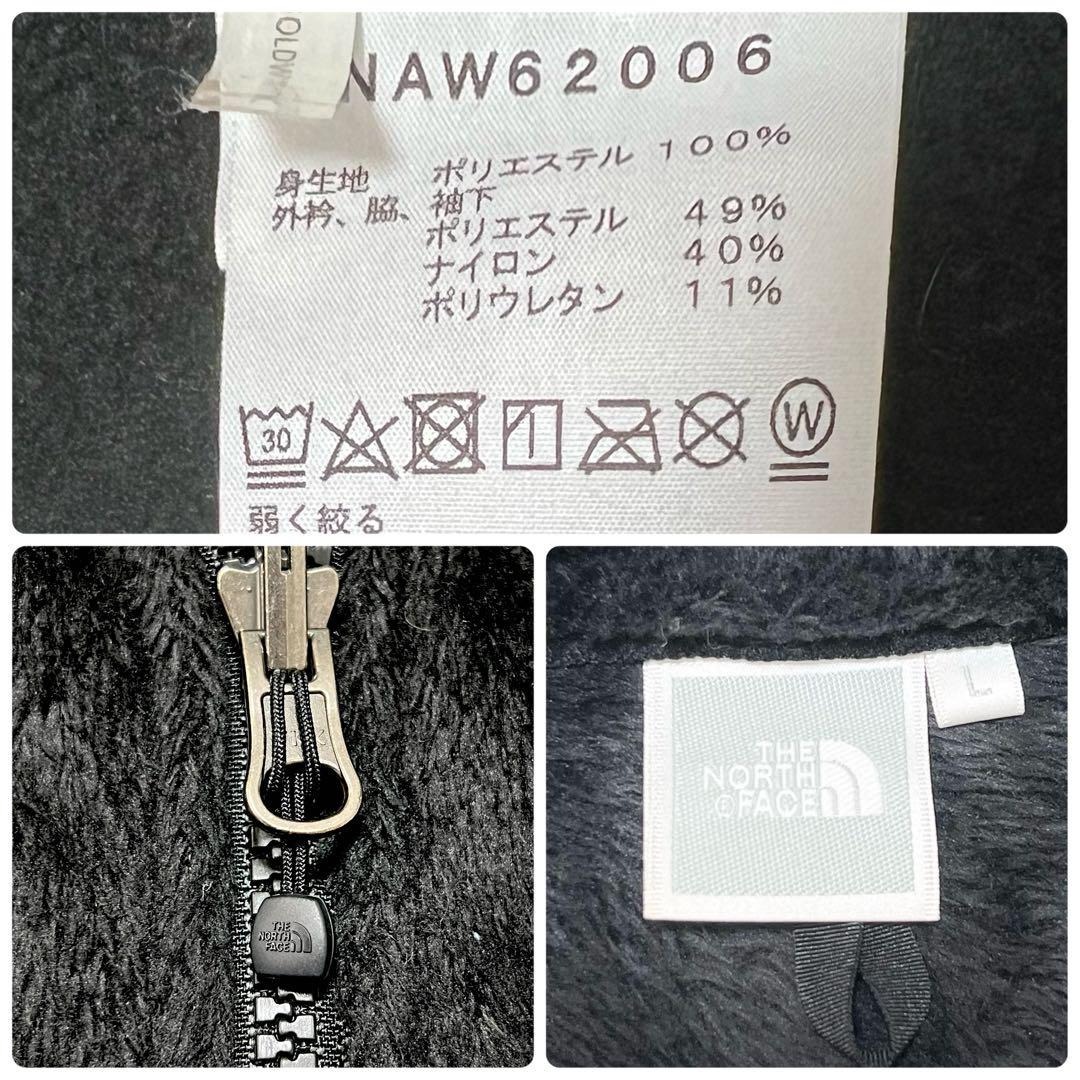 OLDW
NAW62006
身生地 ポリエステル 100%
外衿、脇、袖下
ポリエステル 49%
ナイロン 40%
ポリウレタン 11%
30 W
弱く絞る
THE
NORTH
FACE
L
THE
NORTH
FACE